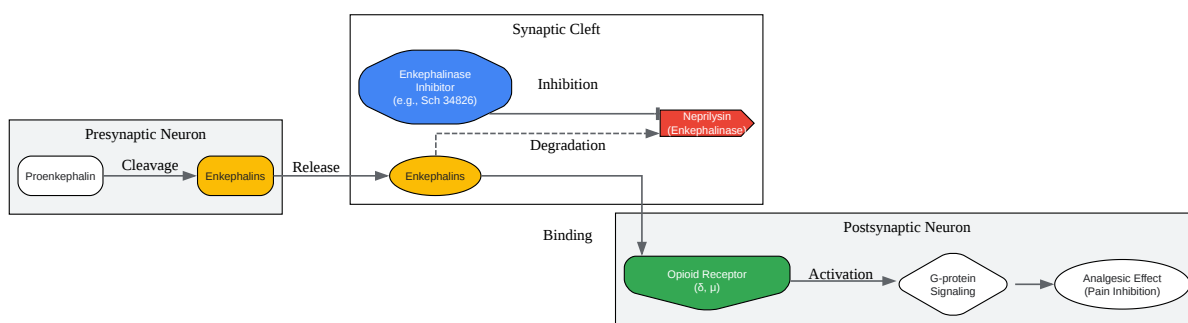 Synaptic Cleft
Enkephalinase
Inhibitor
(e.g., Sch 34826)
Inhibition
Neprilysin
(Enkephalinase)
Degradation
Presynaptic Neuron
Proenkephalin
Cleavage
Enkephalins
Release
Enkephalins
Binding
Postsynaptic Neuron
Opioid Receptor
(δ, μ)
Activation
G-protein
Signaling
Analgesic Effect
(Pain Inhibition)